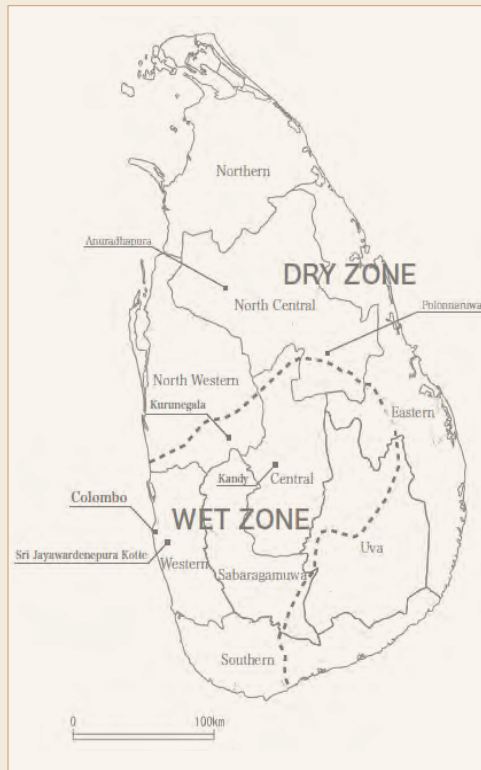 Northern
Anuradhapura
DRY ZONE
North Central
Polonnaruwa
North Western
Kurunegala
Eastern
Kandy
Central
Colombo
WET ZONE
Sri Jayawardenepura Kotte
Western
Uva
Sabaragamuwa
Southern
0 100km